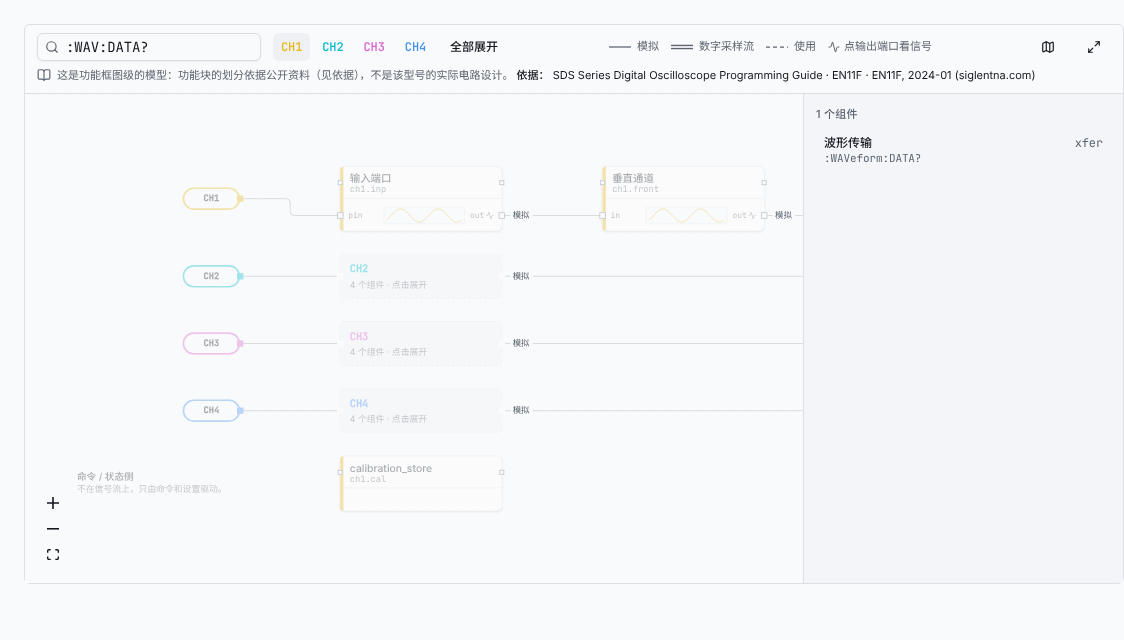 :WAV:DATA?
CH1 CH2 CH3 CH4 全部展开
模拟 数字采样流 使用 点输出端口看信号
这是功能框图级的模型：功能块的划分依据公开资料（见依据），不是该型号的实际电路设计。 依据： SDS Series Digital Oscilloscope Programming Guide · EN11F · EN11F, 2024-01 (siglentna.com)
1 个组件
波形传输 xfer
:WAVeform:DATA?
CH1
输入端口
ch1.inp
pin out 模拟
垂直通道
ch1.front
in out 模拟
CH2
CH2
4 个组件 · 点击展开
模拟
CH3
CH3
4 个组件 · 点击展开
模拟
CH4
CH4
4 个组件 · 点击展开
模拟
calibration_store
ch1.cal
命令 / 状态侧
不在信号流上，只由命令和设置驱动。